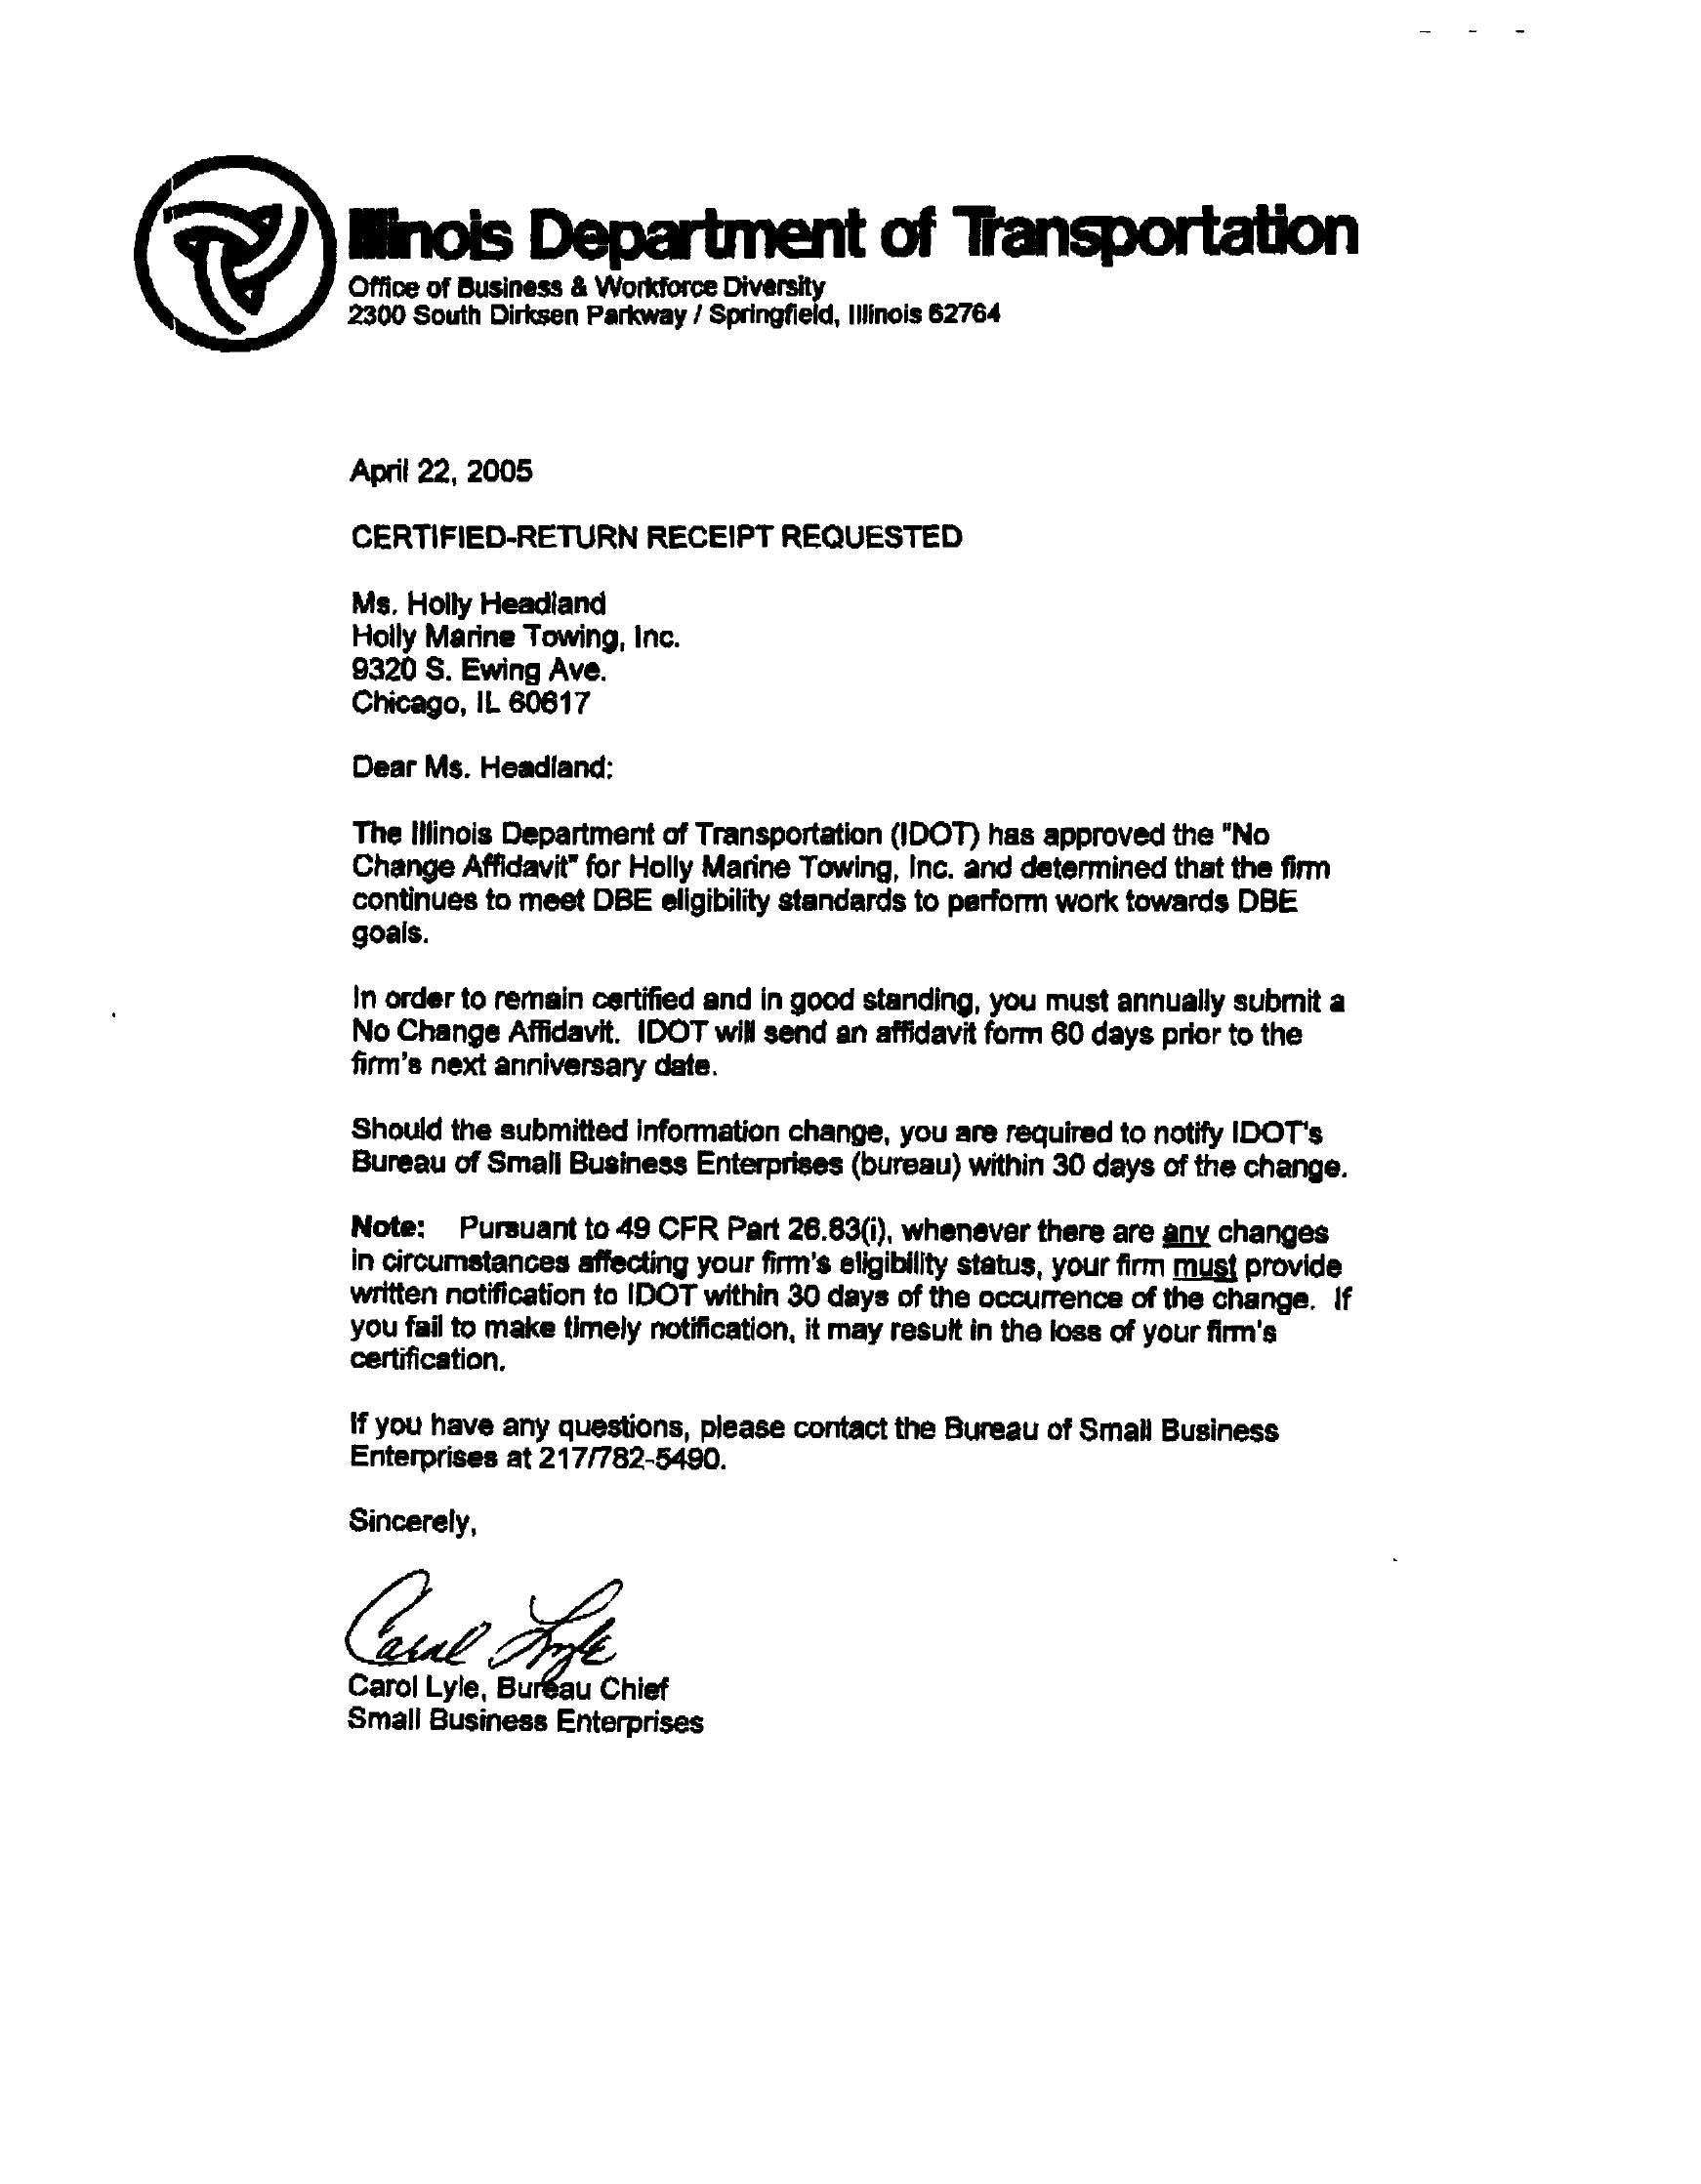 Illinois Department of Transportation
Office of Business & Workforce Diversity
2300 South Dirksen Parkway / Springfield, Illinois 62764
April 22, 2005
CERTIFIED-RETURN RECEIPT REQUESTED
Ms. Holly Headland
Holly Marine Towing, Inc.
9320 S. Ewing Ave.
Chicago, IL 60617
Dear Ms. Headland:
The Illinois Department of Transportation (IDOT) has approved the "No
Change Affidavit" for Holly Marine Towing, Inc. and determined that the firm
continues to meet DBE eligibility standards to perform work towards DBE
goals.
In order to remain certified and in good standing, you must annually submit a
No Change Affidavit.  IDOT will send an affidavit form 60 days prior to the
firm's next anniversary date.
Should the submitted information change, you are required to notify IDOT's
Bureau of Small Business Enterprises (bureau) within 30 days of the change.
Note:   Pursuant to 49 CFR Part 26.83(i), whenever there are any changes
in circumstances affecting your firm's eligibility status, your firm must provide
written notification to IDOT within 30 days of the occurrence of the change.  If
you fail to make timely notification, it may result in the loss of your firm's
certification.
If you have any questions, please contact the Bureau of Small Business
Enterprises at 217/782-5490.
Sincerely,
Carol Lyle
Carol Lyle, Bureau Chief
Small Business Enterprises